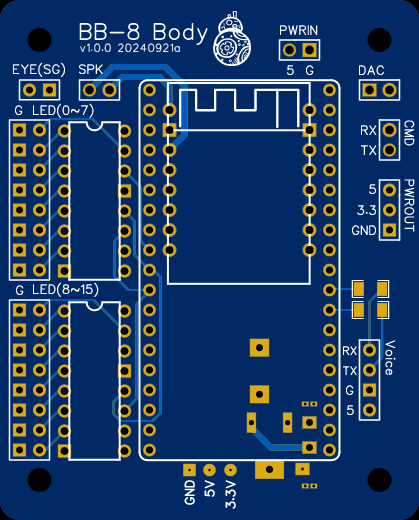 BB-8 Body
v1.0.0 20240921a
PWRIN
5 G
EYE(SG) SPK
DAC
G LED(0~7)
RX
TX
CMD
5
3.3
GND
PWROUT
G LED(8~15)
RX
TX
G
5
Voice
GND
5V
3.3V